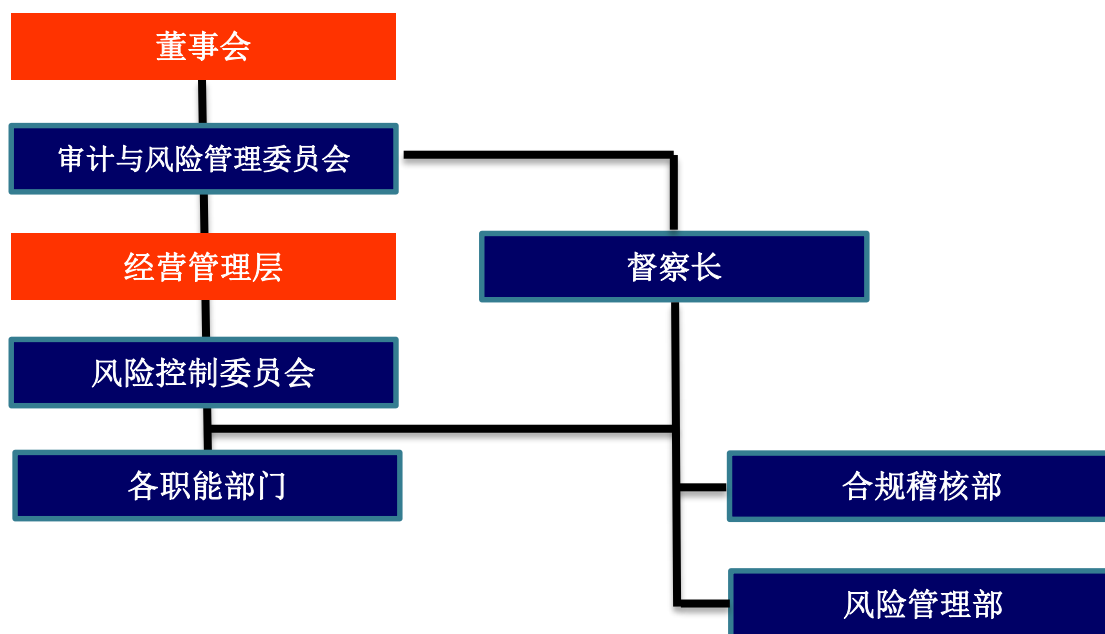 董事会
审计与风险管理委员会
经营管理层
督察长
风险控制委员会
各职能部门
合规稽核部
风险管理部